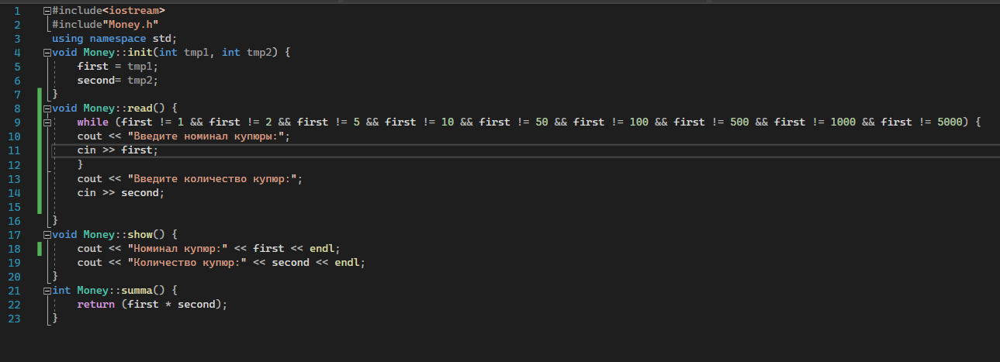 1 #include<iostream>
2 #include"Money.h"
3 using namespace std;
4 void Money::init(int tmp1, int tmp2) {
5 first = tmp1;
6 second= tmp2;
7 }
8 void Money::read() {
9 while (first != 1 && first != 2 && first != 5 && first != 10 && first != 50 && first != 100 && first != 500 && first != 1000 && first != 5000) {
10 cout << "Введите номинал купюры:";
11 cin >> first;
12 }
13 cout << "Введите количество купюр:";
14 cin >> second;
15
16 }
17 void Money::show() {
18 cout << "Номинал купюр:" << first << endl;
19 cout << "Количество купюр:" << second << endl;
20 }
21 int Money::summa() {
22 return (first * second);
23 }